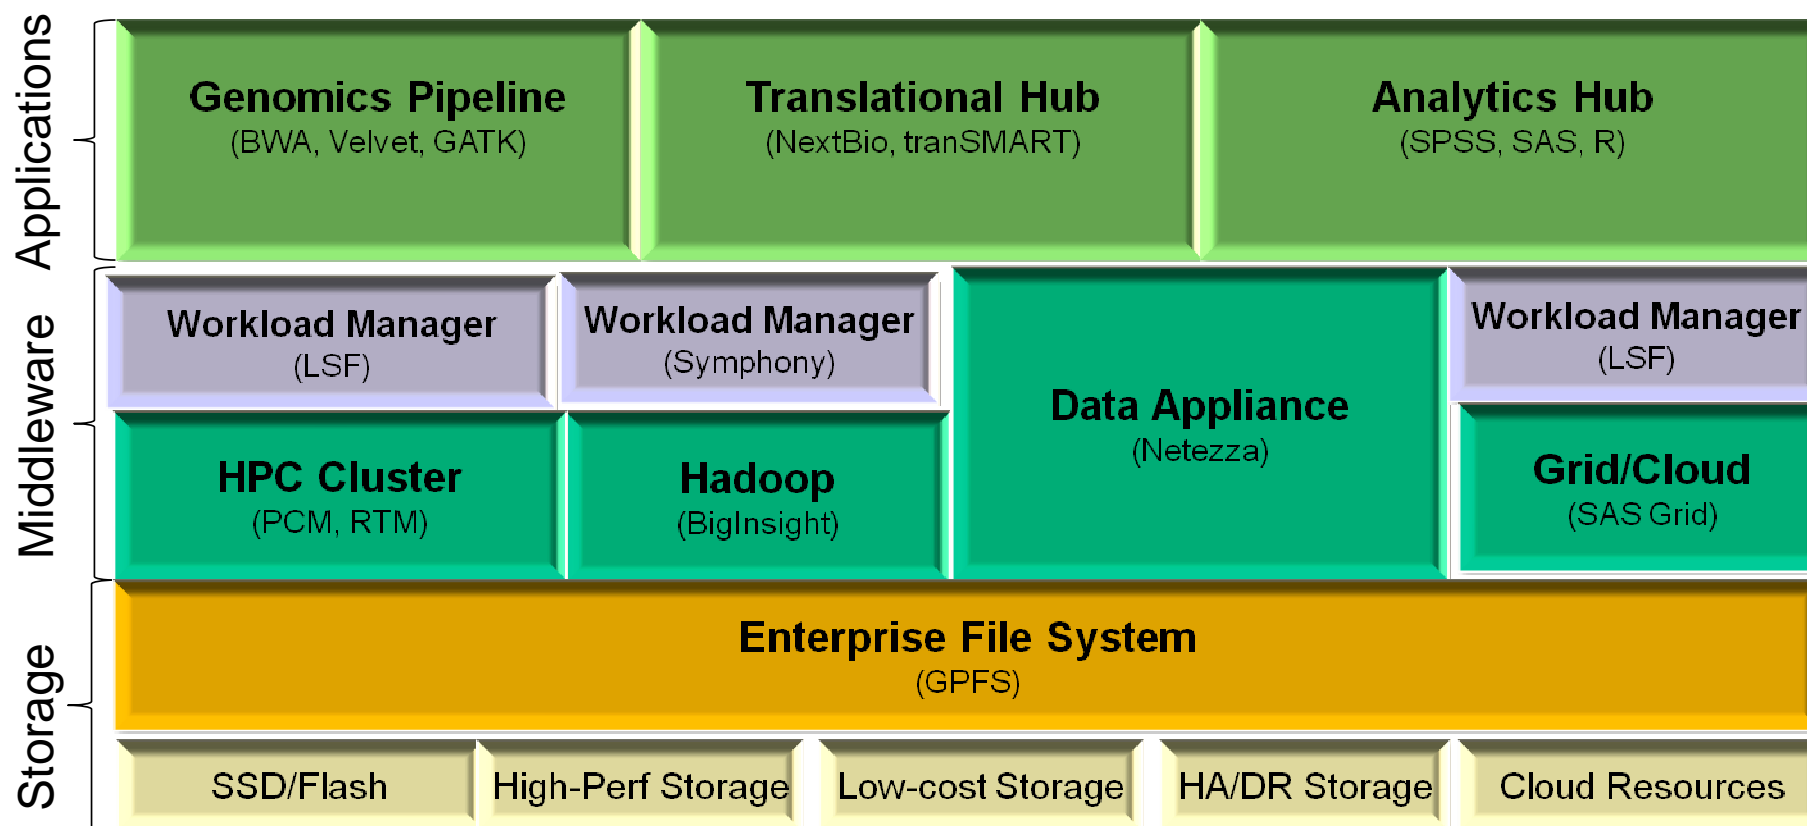 Applications
Genomics Pipeline
(BWA, Velvet, GATK)
Translational Hub
(NextBio, tranSMART)
Analytics Hub
(SPSS, SAS, R)
Middleware
Workload Manager
(LSF)
Workload Manager
(Symphony)
Data Appliance
(Netezza)
Workload Manager
(LSF)
HPC Cluster
(PCM, RTM)
Hadoop
(BigInsight)
Grid/Cloud
(SAS Grid)
Storage
Enterprise File System
(GPFS)
SSD/Flash
High-Perf Storage
Low-cost Storage
HA/DR Storage
Cloud Resources